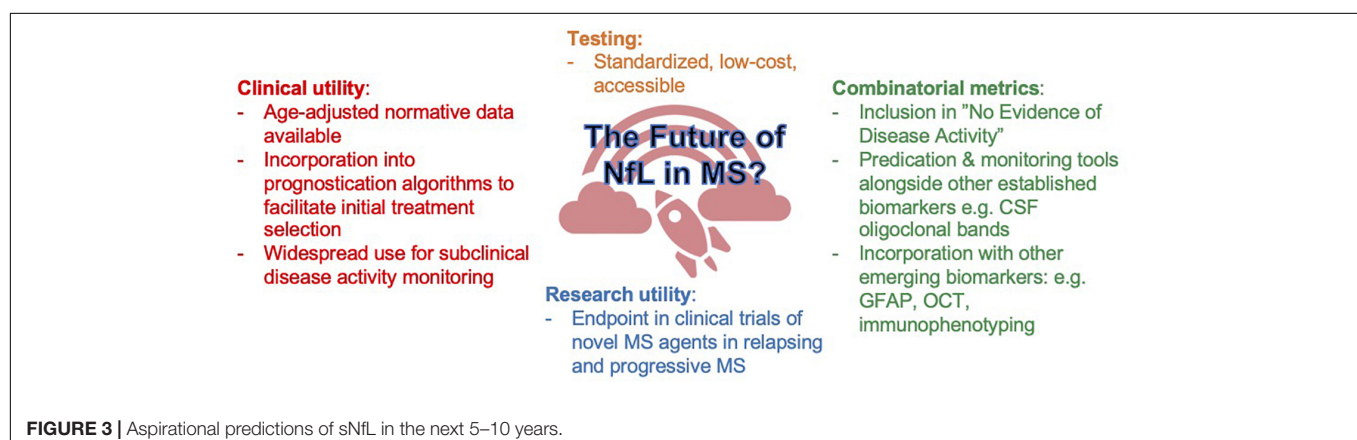 Testing:
- Standardized, low-cost,
accessible
Clinical utility:
- Age-adjusted normative data
available
- Incorporation into
prognostication algorithms to
facilitate initial treatment
selection
- Widespread use for subclinical
disease activity monitoring
The Future of
NfL in MS?
Combinatorial metrics:
- Inclusion in ”No Evidence of
Disease Activity”
- Predication & monitoring tools
alongside other established
biomarkers e.g. CSF
oligoclonal bands
- Incorporation with other
emerging biomarkers: e.g.
GFAP, OCT,
immunophenotyping
Research utility:
- Endpoint in clinical trials of
novel MS agents in relapsing
and progressive MS
FIGURE 3 | Aspirational predictions of sNfL in the next 5–10 years.